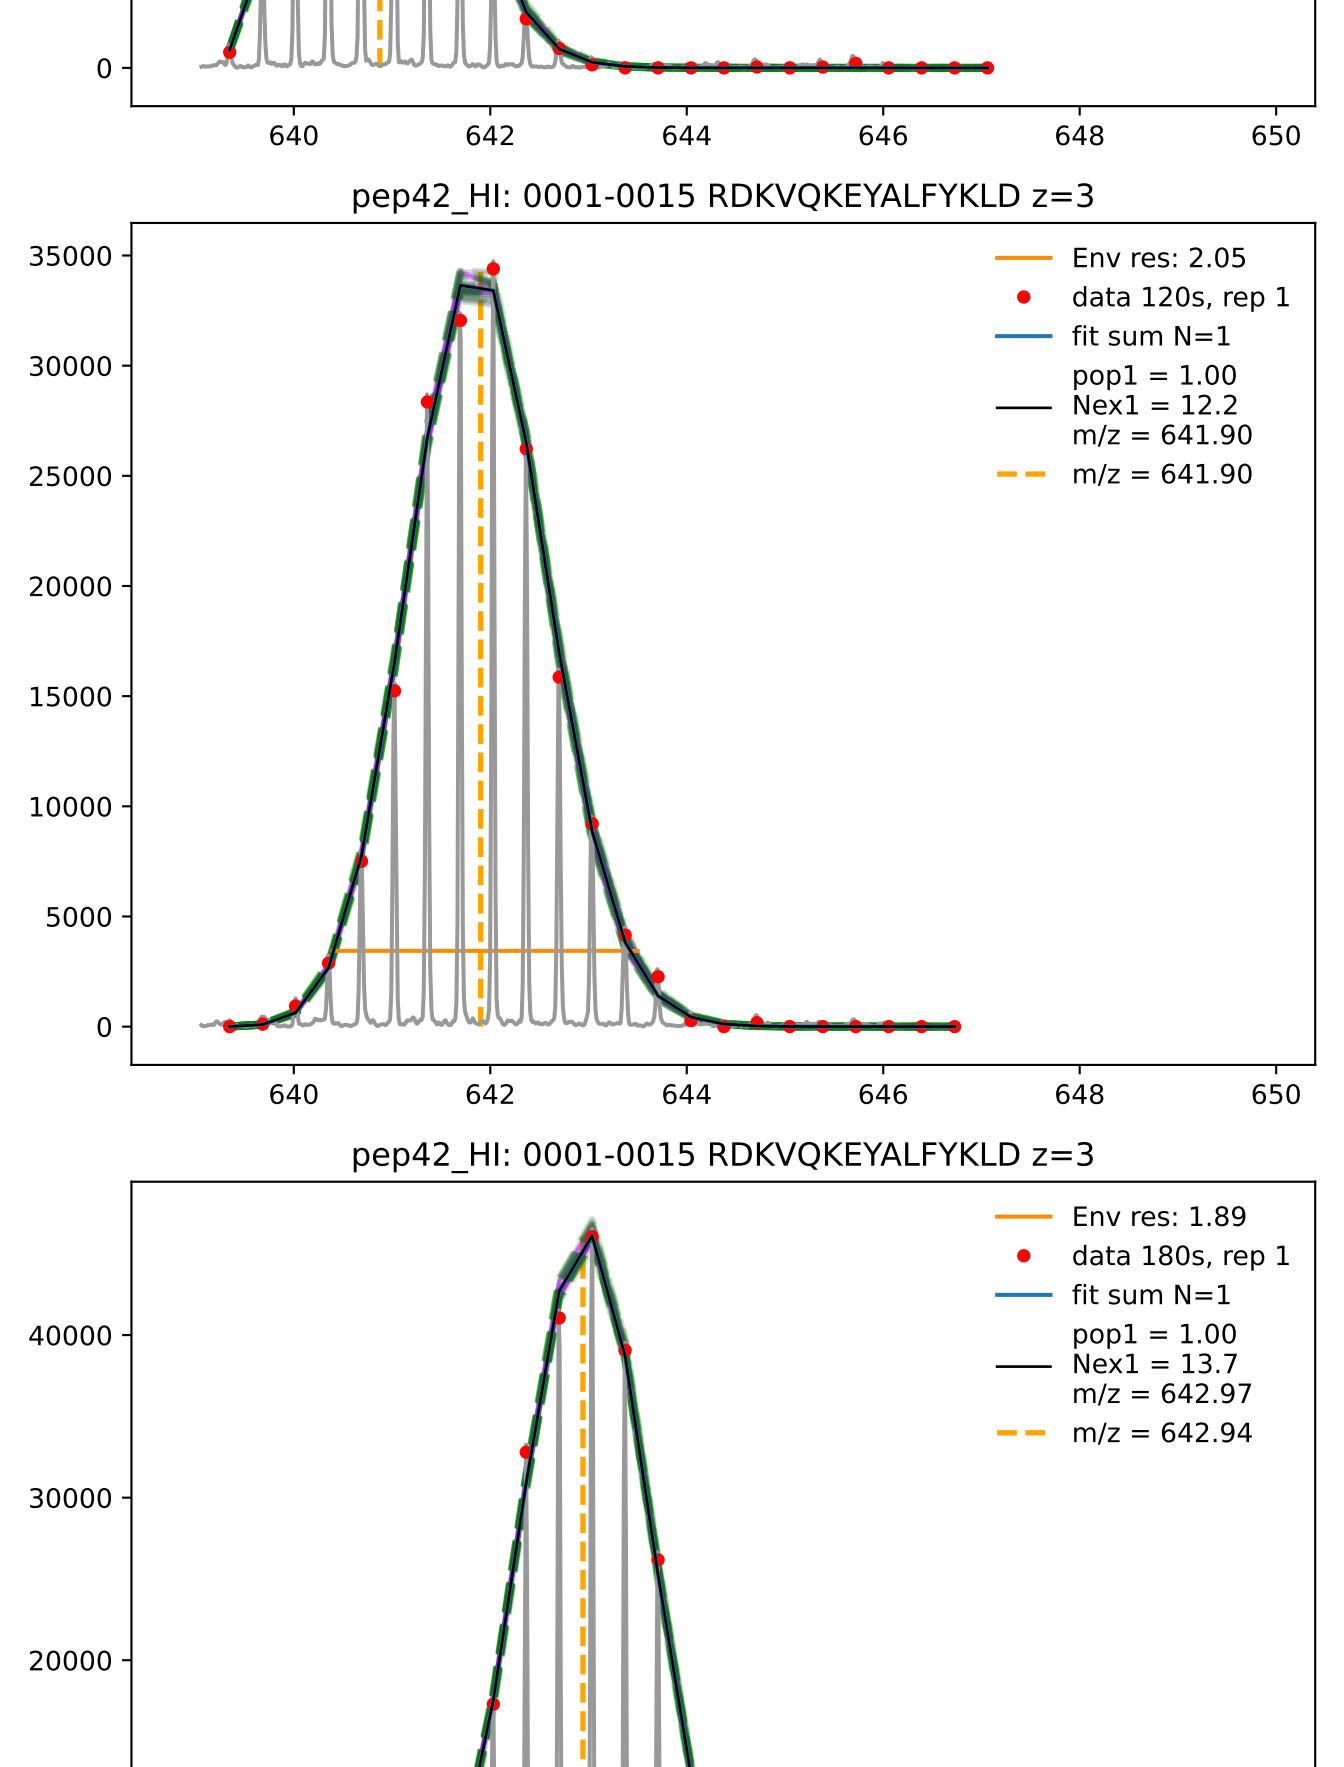 0
640 642 644 646 648 650
pep42_HI: 0001-0015 RDKVQKEYALFYKLD z=3
35000
30000
25000
20000
15000
10000
5000
0
Env res: 2.05
data 120s, rep 1
fit sum N=1
pop1 = 1.00
Nex1 = 12.2
m/z = 641.90
m/z = 641.90
640 642 644 646 648 650
pep42_HI: 0001-0015 RDKVQKEYALFYKLD z=3
40000
30000
20000
Env res: 1.89
data 180s, rep 1
fit sum N=1
pop1 = 1.00
Nex1 = 13.7
m/z = 642.97
m/z = 642.94